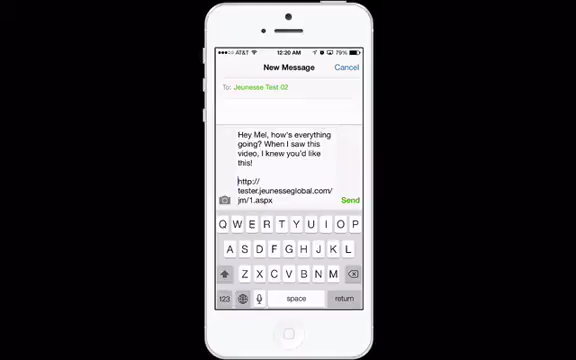 ●●●○○ AT&T 12:20 AM 79%
New Message Cancel
To: Jeunesse Test 02
Hey Mel, how's everything
going? When I saw this
video, I knew you'd like
this!
http://
tester.jeunesseglobal.com/
jm/1.aspx
Send
Q W E R T Y U I O P
A S D F G H J K L
Z X C V B N M
123 space return